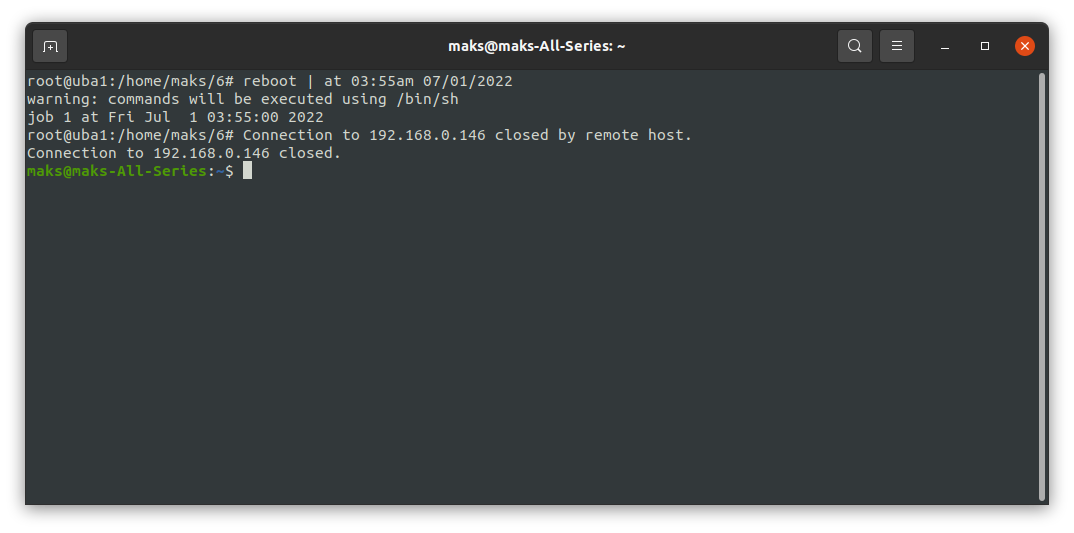 maks@maks-All-Series: ~
root@uba1:/home/maks/6# reboot | at 03:55am 07/01/2022
warning: commands will be executed using /bin/sh
job 1 at Fri Jul  1 03:55:00 2022
root@uba1:/home/maks/6# Connection to 192.168.0.146 closed by remote host.
Connection to 192.168.0.146 closed.
maks@maks-All-Series:~$